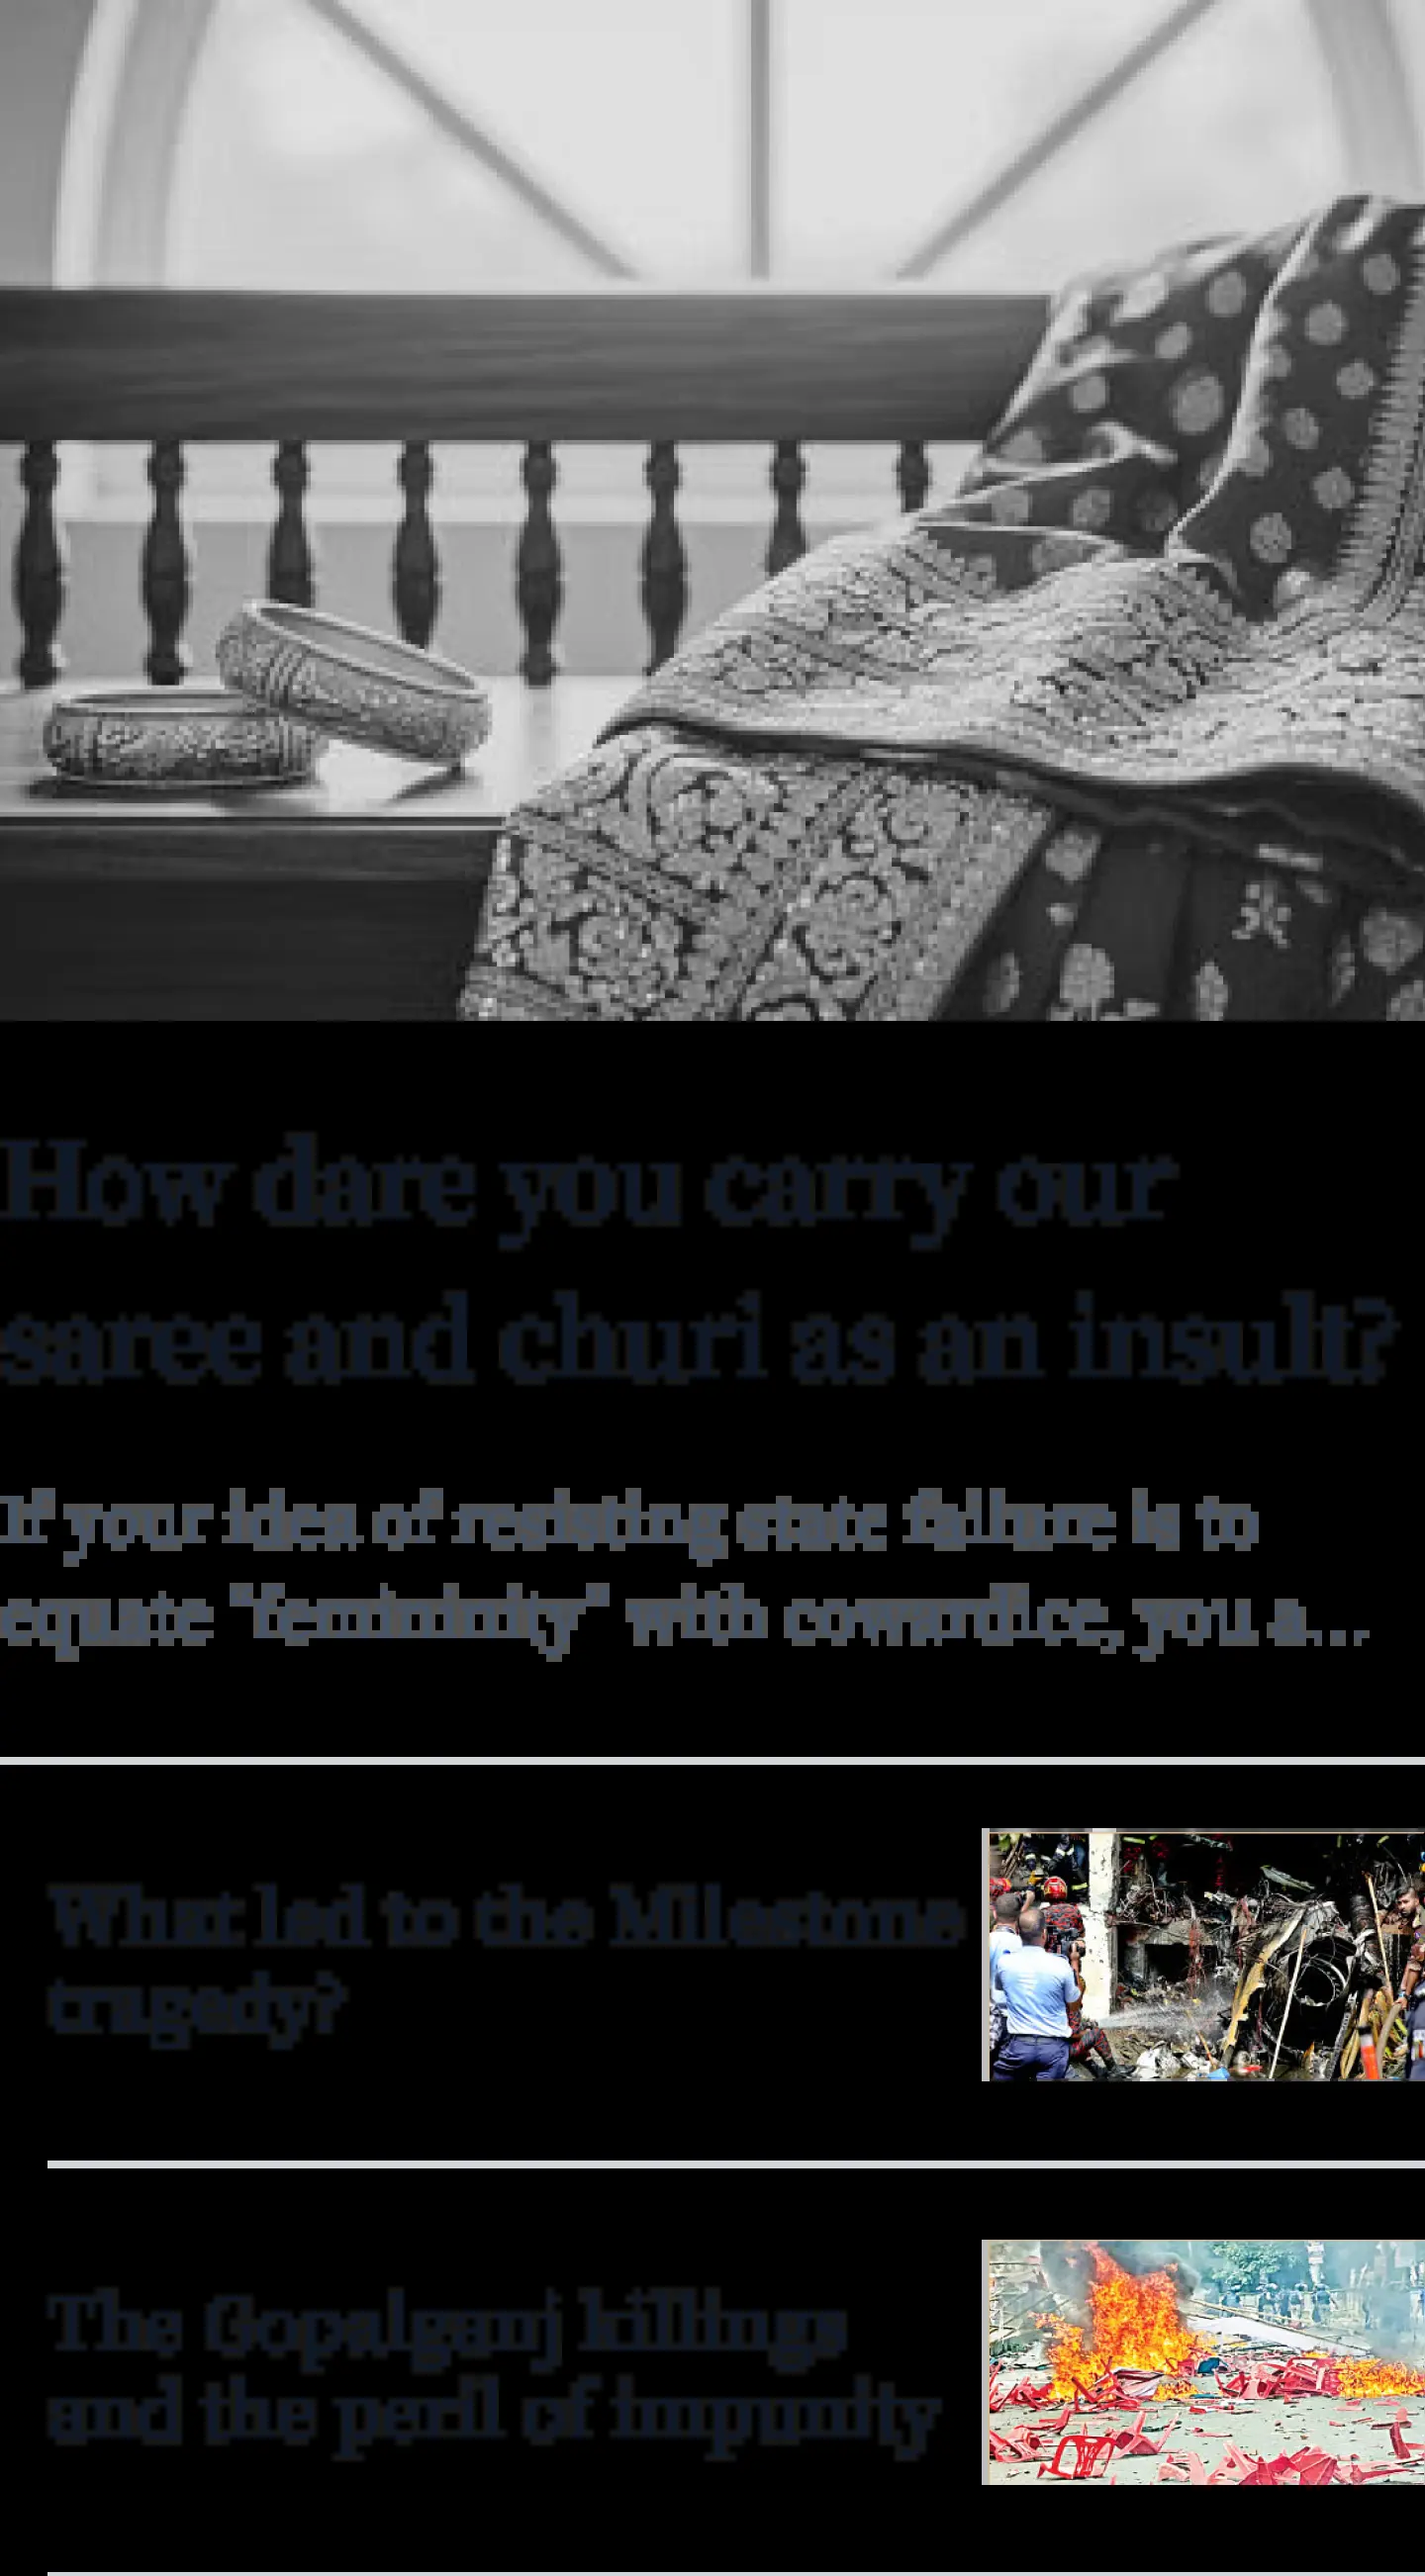 How dare you carry our
saree and churi as an insult?
If your idea of resisting state failure is to
equate "femininity" with cowardice, you a...
What led to the Milestone
tragedy?
The Gopalganj killings
and the peril of impunity